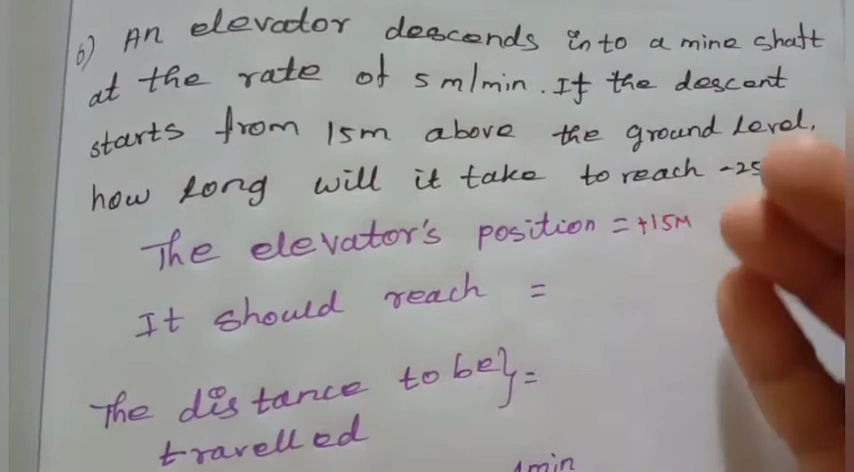 6) An elevator descends into a mine shaft
at the rate of 5 m/min. If the descent
starts from 15m above the ground level,
how long will it take to reach -25
The elevator's position = +15M
It should reach =
The distance to be} =
travelled
1min